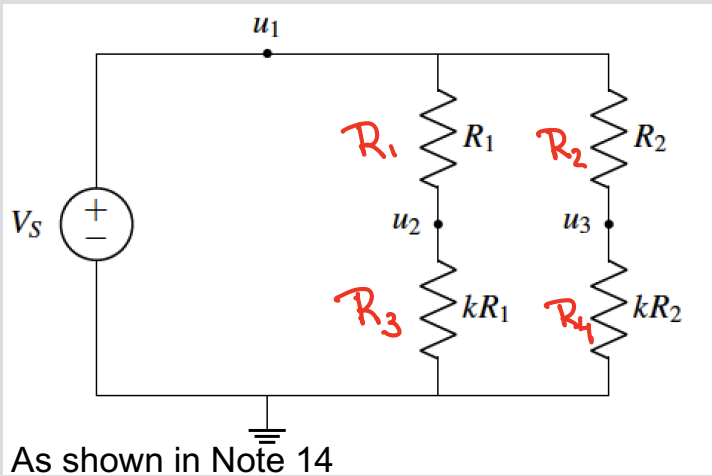 u1
R1 R1 R2 R2
+
VS
−
u2 u3
R3 kR1 R4 kR2
As shown in Note 14